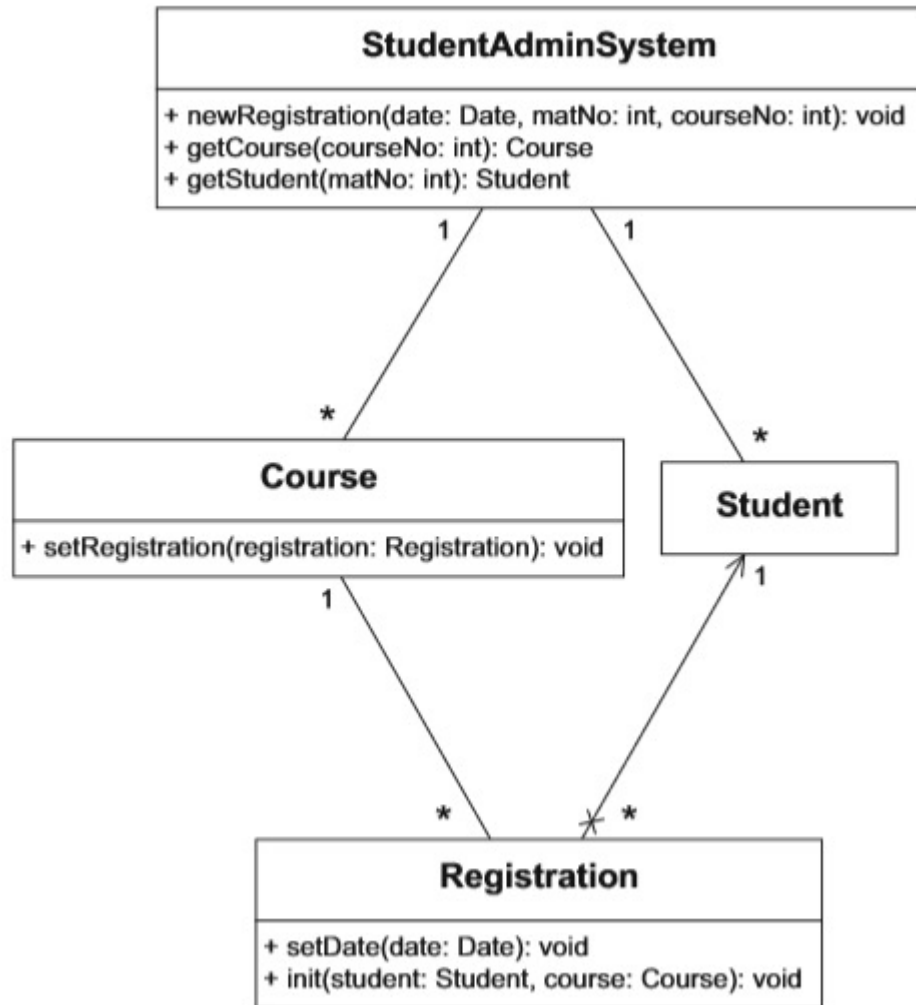 StudentAdminSystem
+ newRegistration(date: Date, matNo: int, courseNo: int): void
+ getCourse(courseNo: int): Course
+ getStudent(matNo: int): Student
1
1
*
*
Course
+ setRegistration(registration: Registration): void
Student
1
1
*
*
Registration
+ setDate(date: Date): void
+ init(student: Student, course: Course): void